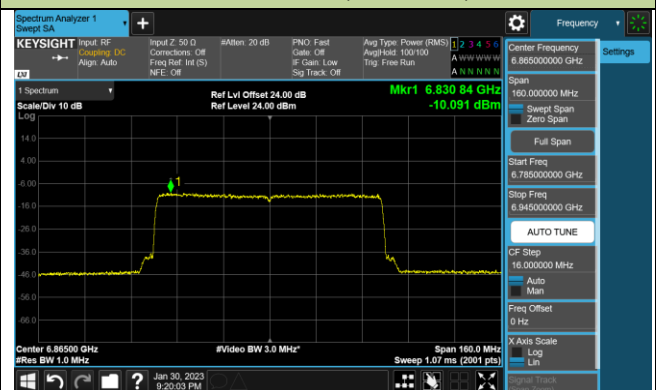 Spectrum Analyzer 1
Swept SA
Frequency
KEYSIGHT
Input: RF
Coupling: DC
Align: Auto
Input Z: 50 Ω
Corrections: Off
Freq Ref: Int (S)
NFE: Off
#Atten: 20 dB
PNO: Fast
Gate: Off
IF Gain: Low
Sig Track: Off
Avg Type: Power (RMS)
Avg|Hold: 100/100
Trig: Free Run
1 2 3 4 5 6
A W W W W W
A N N N N N
LXI
1 Spectrum
Scale/Div 10 dB
Log
Ref Lvl Offset 24.00 dB
Ref Level 24.00 dBm
Mkr1 6.830 84 GHz
-10.091 dBm
14.0
4.00
-6.00
-16.0
-26.0
-36.0
-46.0
-56.0
-66.0
1
Center 6.86500 GHz
#Res BW 1.0 MHz
#Video BW 3.0 MHz*
Span 160.0 MHz
Sweep 1.07 ms (2001 pts)
Jan 30, 2023
9:20:03 PM
Center Frequency
6.865000000 GHz
Settings
Span
160.000000 MHz
Swept Span
Zero Span
Full Span
Start Freq
6.785000000 GHz
Stop Freq
6.945000000 GHz
AUTO TUNE
CF Step
16.000000 MHz
Auto
Man
Freq Offset
0 Hz
X Axis Scale
Log
Lin
Signal Track